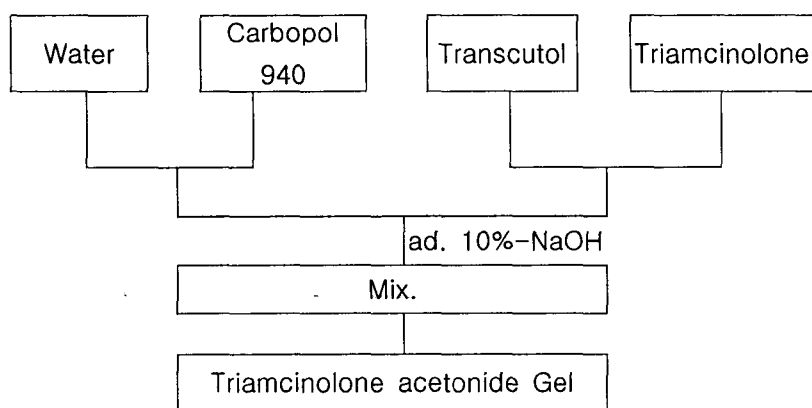 Water
Carbopol
940
Transcutol
Triamcinolone
ad. 10%-NaOH
Mix.
Triamcinolone acetonide Gel